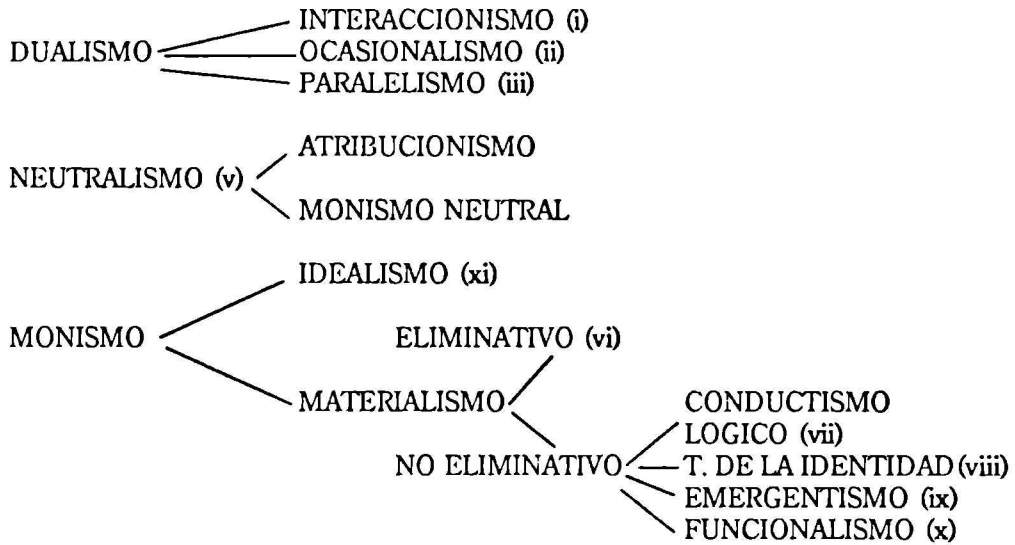 INTERACCIONISMO (i)
DUALISMO OCASIONALISMO (ii)
PARALELISMO (iii)
ATRIBUCIONISMO
NEUTRALISMO (v)
MONISMO NEUTRAL
IDEALISMO (xi)
MONISMO ELIMINATIVO (vi)
MATERIALISMO CONDUCTISMO
LOGICO (vii)
NO ELIMINATIVO T. DE LA IDENTIDAD (viii)
EMERGENTISMO (ix)
FUNCIONALISMO (x)